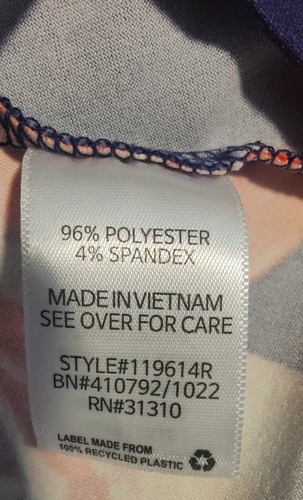 96% POLYESTER
4% SPANDEX
MADE IN VIETNAM
SEE OVER FOR CARE
STYLE#119614R
BN#410792/1022
RN#31310
LABEL MADE FROM
100% RECYCLED PLASTIC